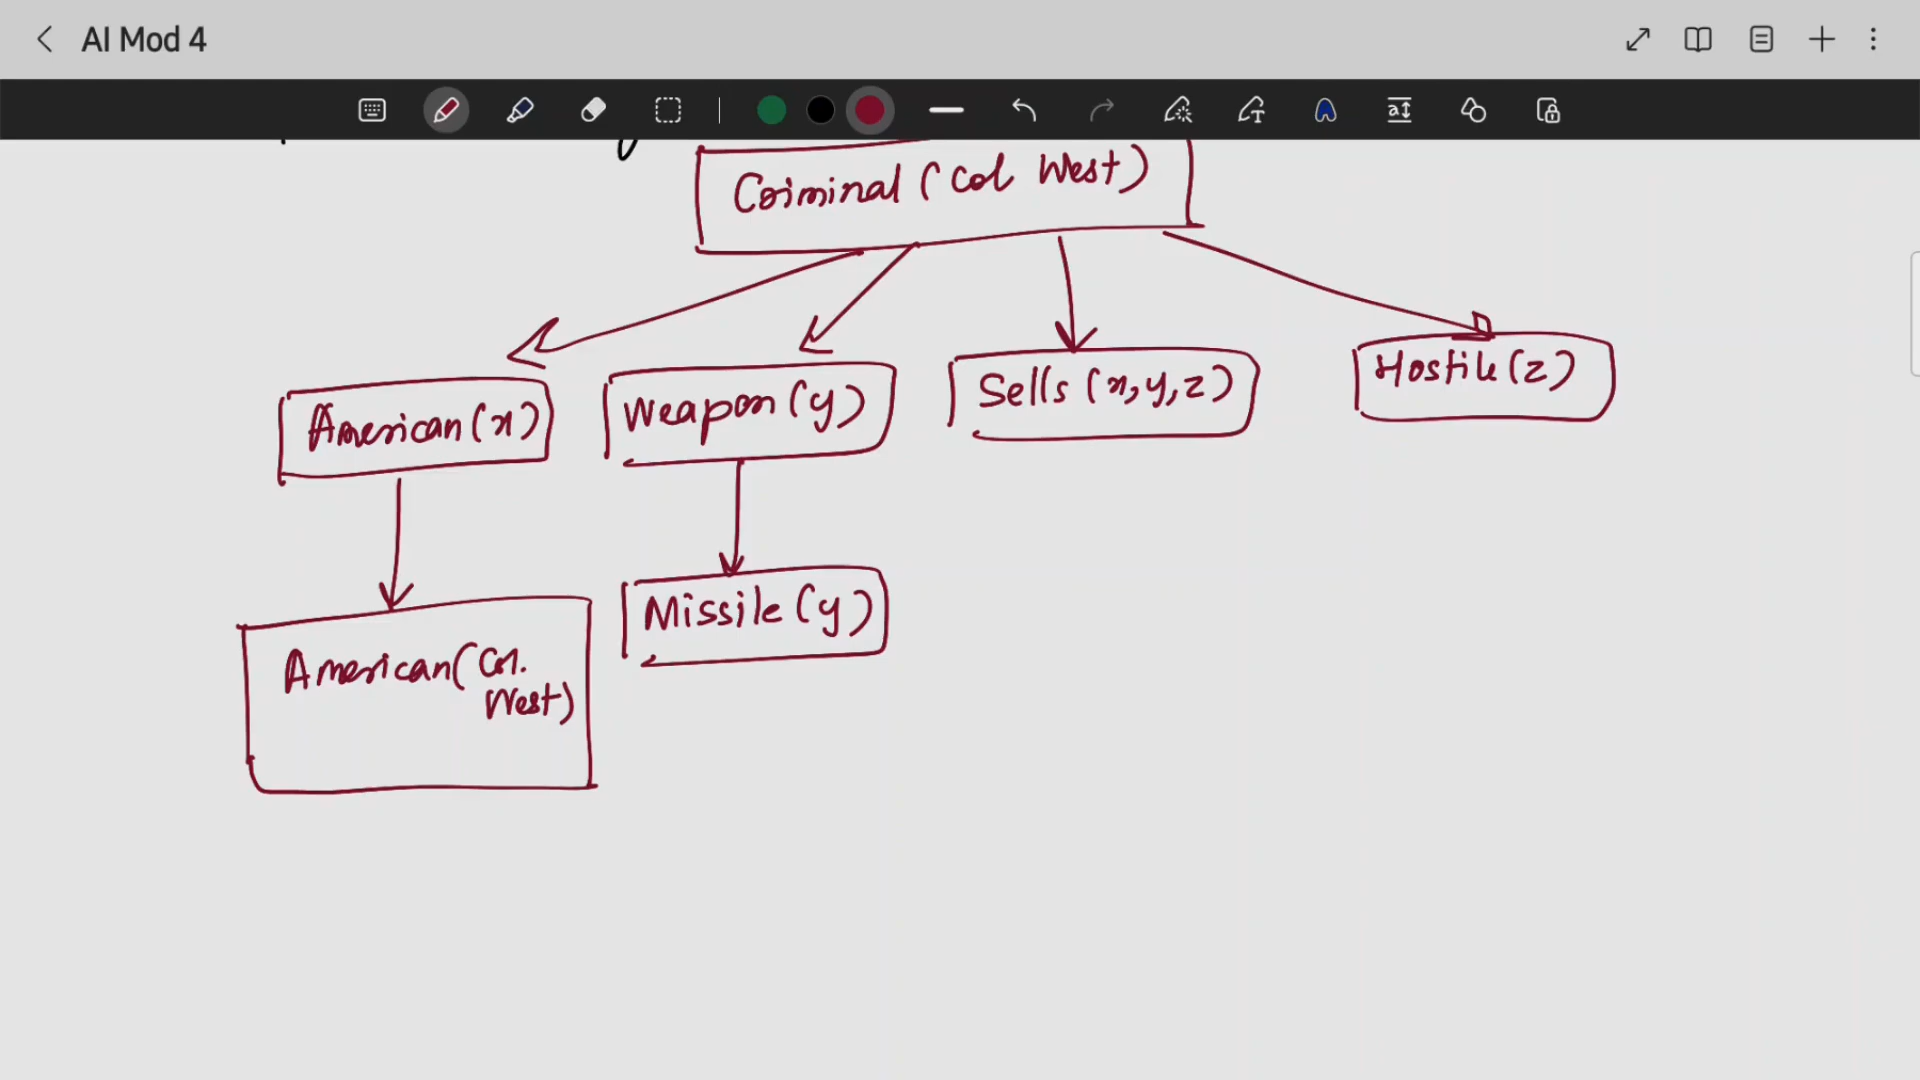 AI Mod 4
Criminal (Col West)
American (x)
Weapon (y)
Sells (x, y, z)
Hostile (z)
American (Col.
West)
Missile (y)